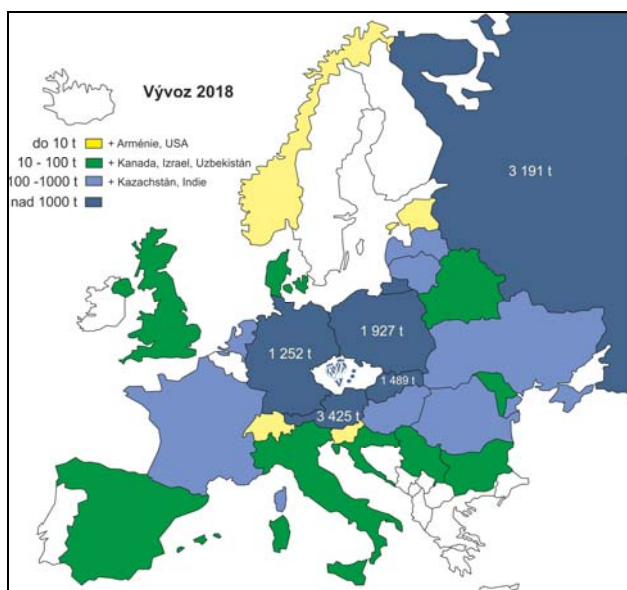 Vývoz 2018
do 10 t + Arménie, USA
10 - 100 t + Kanada, Izrael, Uzbekistán
100 -1000 t + Kazachstán, Indie
nad 1000 t
3 191 t
1 927 t
1 252 t
1 489 t
3 425 t